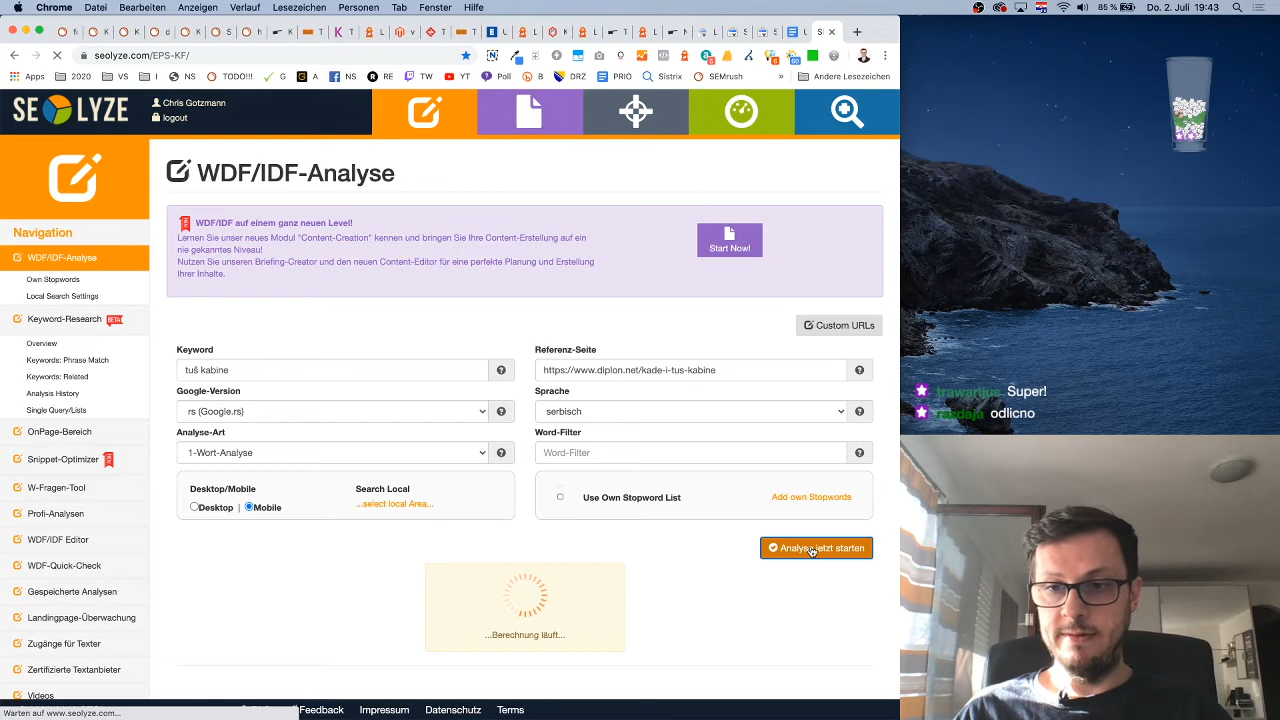 Chrome Datei Bearbeiten Anzeigen Verlauf Lesezeichen Personen Tab Fenster Hilfe
85 % Do. 2. Juli 19:43
seolyze.com/EPS-KF/
Apps 2020 VS I NS TODO!!! G A NS RE TW YT Poll B DRZ PRIO Sistrix SEMrush » Andere Lesezeichen
SEOLYZE
Chris Gotzmann
logout
WDF/IDF-Analyse
WDF/IDF auf einem ganz neuen Level!
Lernen Sie unser neues Modul "Content-Creation" kennen und bringen Sie Ihre Content-Erstellung auf ein
nie gekanntes Niveau!
Nutzen Sie unseren Briefing-Creator und den neuen Content-Editor für eine perfekte Planung und Erstellung
Ihrer Inhalte.
Start Now!
Navigation
WDF/IDF-Analyse
Own Stopwords
Local Search Settings
Keyword-Research BETA
Overview
Keywords: Phrase Match
Keywords: Related
Analysis History
Single Query/Lists
OnPage-Bereich
Snippet-Optimizer
W-Fragen-Tool
Profi-Analysen
WDF/IDF Editor
WDF-Quick-Check
Gespeicherte Analysen
Landingpage-Überwachung
Zugänge für Texter
Zertifizierte Textanbieter
Videos
Custom URLs
Keyword
tuš kabine
Referenz-Seite
https://www.diplon.net/kade-i-tus-kabine
Google-Version
rs (Google.rs)
Sprache
serbisch
Analyse-Art
1-Wort-Analyse
Word-Filter
Word-Filter
Desktop/Mobile
Desktop | Mobile
Search Local
...select local Area...
Use Own Stopword List
Add own Stopwords
Analyse jetzt starten
...Berechnung läuft...
Feedback Impressum Datenschutz Terms
Warten auf www.seolyze.com...
trawarijus Super!
razdaja odlicno